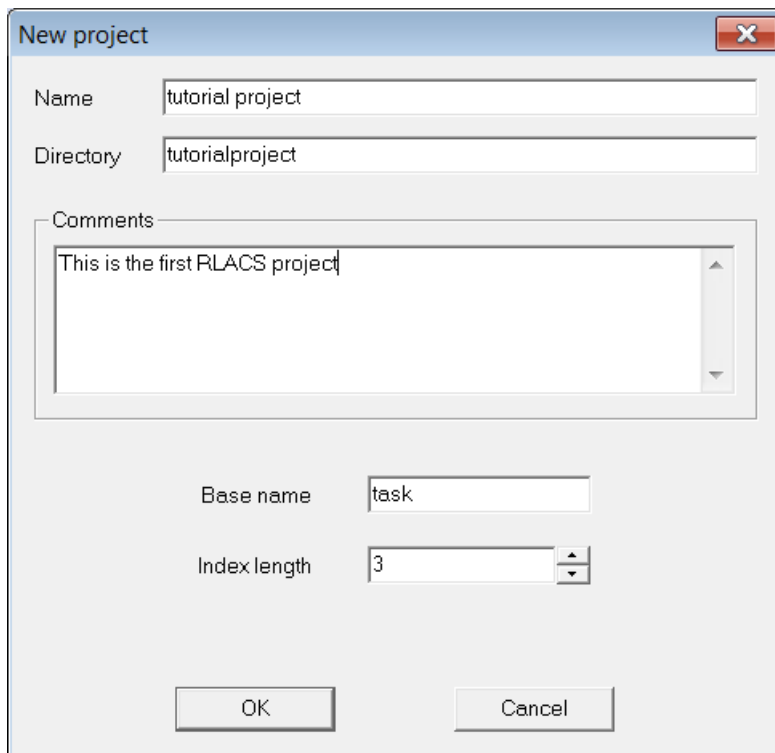 New project
Name
tutorial project
Directory
tutorialproject
Comments
This is the first RLACS project
Base name
task
Index length
3
OK
Cancel